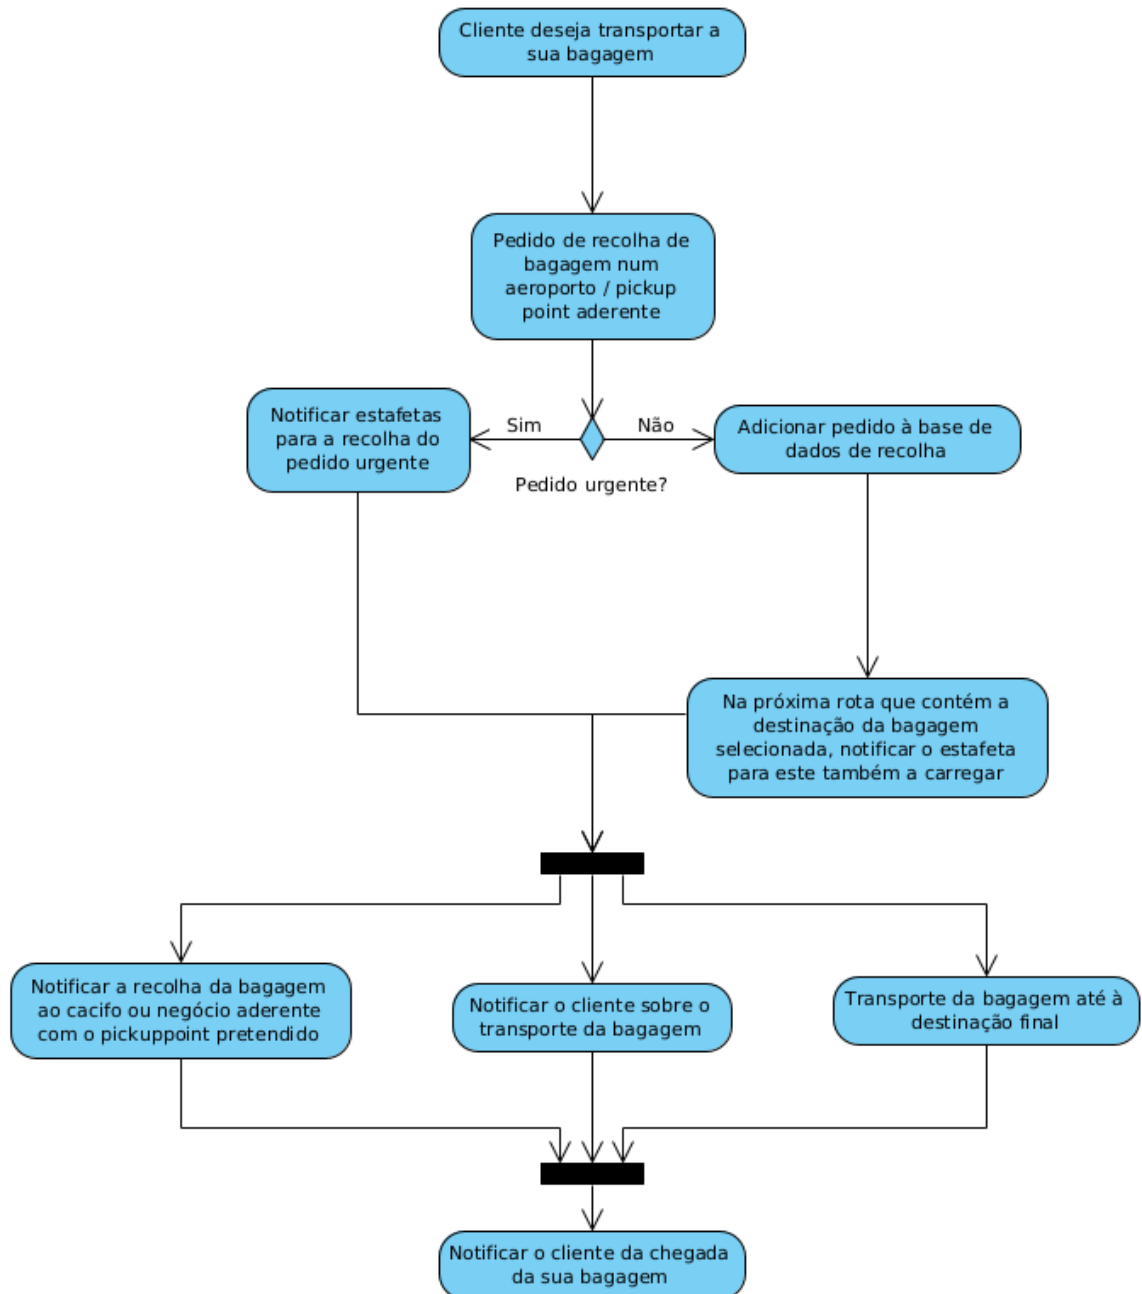 Cliente deseja transportar a
sua bagagem
Pedido de recolha de
bagagem num
aeroporto / pickup
point aderente
Notificar estafetas
para a recolha do
pedido urgente
Sim
Não
Adicionar pedido à base de
dados de recolha
Pedido urgente?
Na próxima rota que contém a
destinação da bagagem
selecionada, notificar o estafeta
para este também a carregar
Notificar a recolha da bagagem
ao cacifo ou negócio aderente
com o pickuppoint pretendido
Notificar o cliente sobre o
transporte da bagagem
Transporte da bagagem até à
destinação final
Notificar o cliente da chegada
da sua bagagem